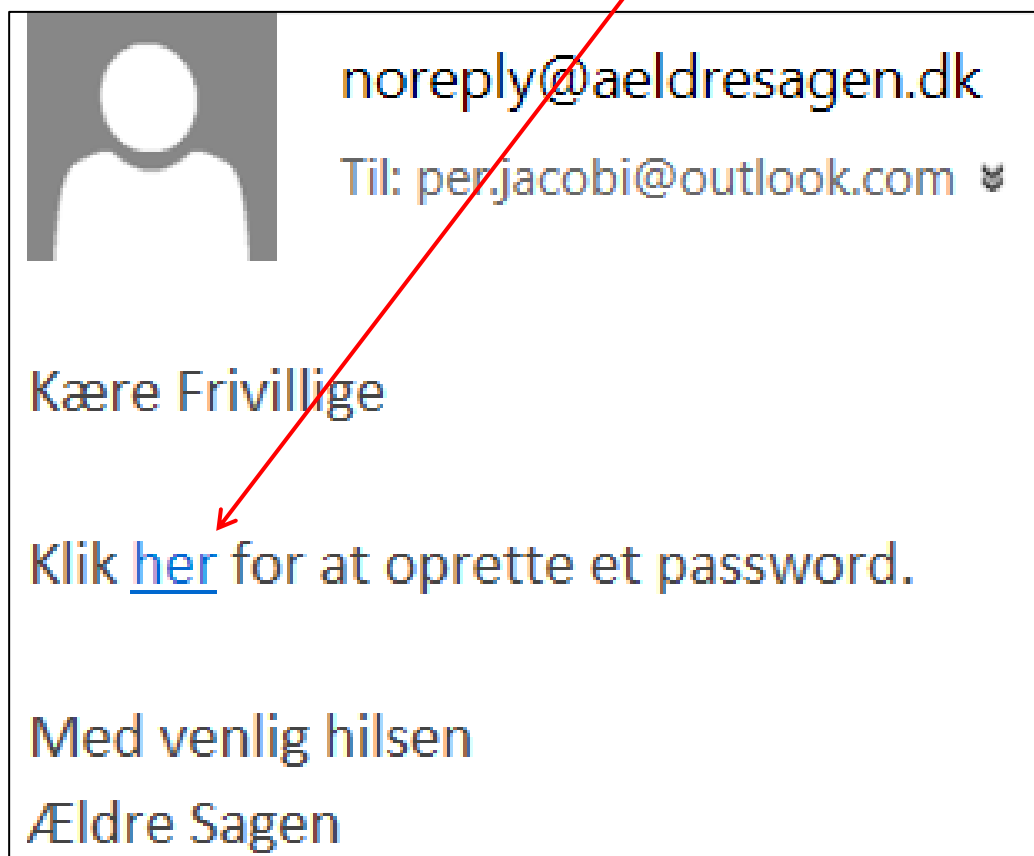 noreply@aeldresagen.dk
Til: per.jacobi@outlook.com
Kære Frivillige
Klik her for at oprette et password.
Med venlig hilsen
Ældre Sagen